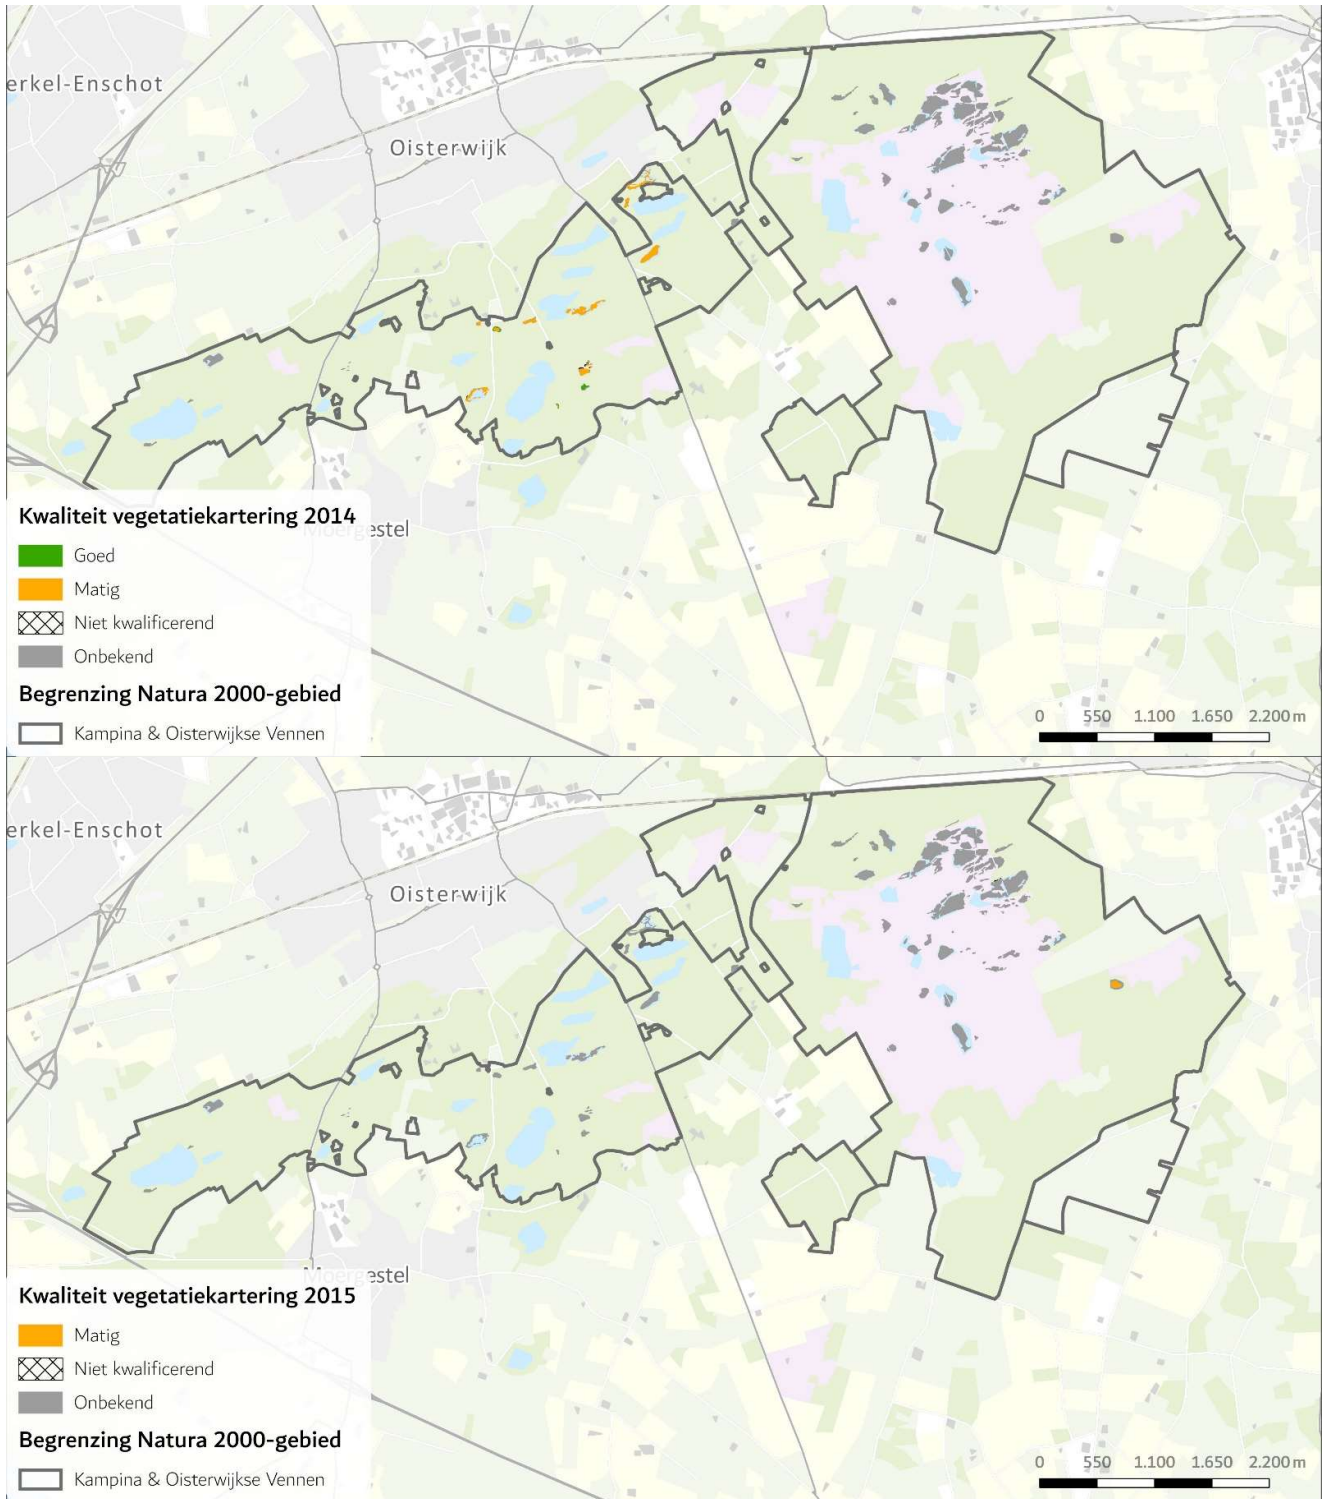 erkel-Enschot
Oisterwijk
estel
Kwaliteit vegetatiekartering 2014
Goed
Matig
Niet kwalificerend
Onbekend
Begrenzing Natura 2000-gebied
Kampina & Oisterwijkse Vennen
0 550 1.100 1.650 2.200 m
erkel-Enschot
Oisterwijk
Moergestel
Kwaliteit vegetatiekartering 2015
Matig
Niet kwalificerend
Onbekend
Begrenzing Natura 2000-gebied
Kampina & Oisterwijkse Vennen
0 550 1.100 1.650 2.200 m